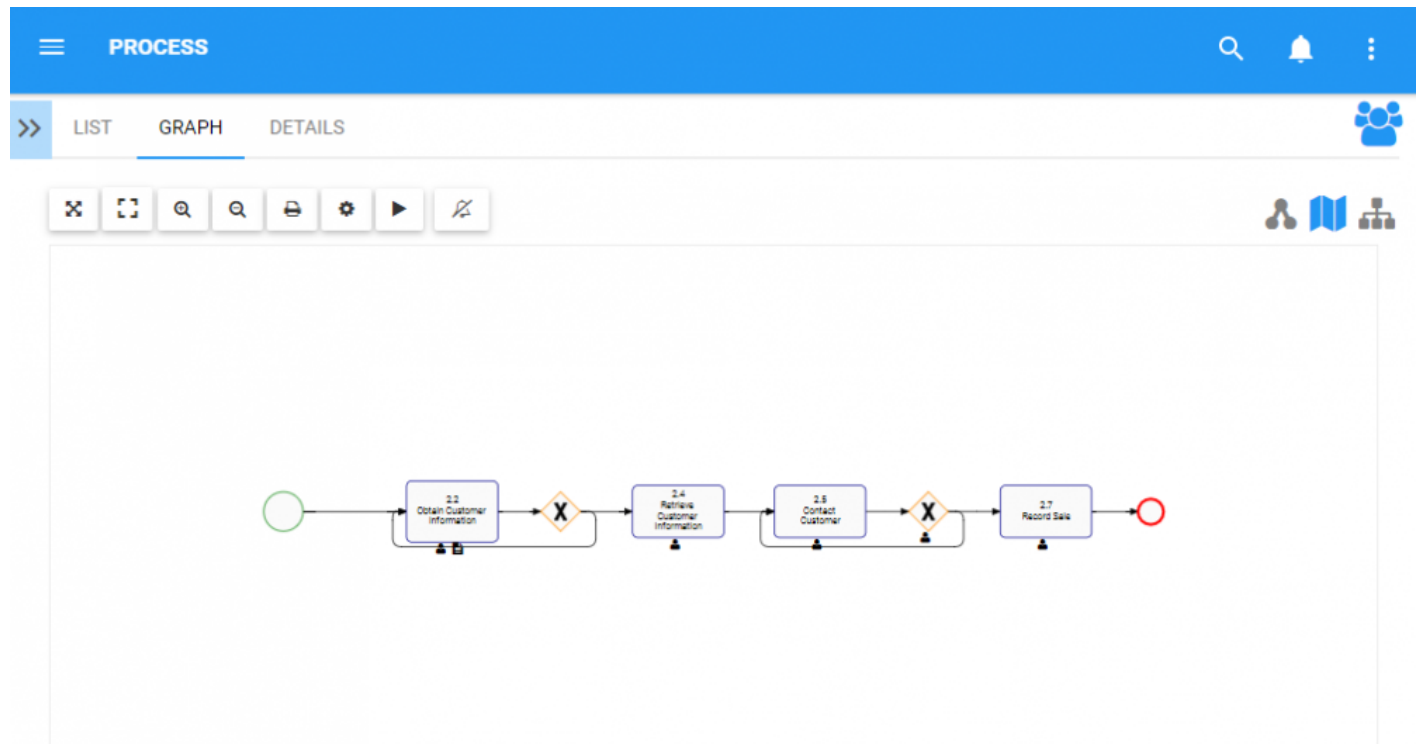 PROCESS
LIST GRAPH DETAILS
2.2
Obtain Customer
Information
X
2.4
Retrieve
Customer
Information
2.5
Contact
Customer
X
2.7
Record Sale